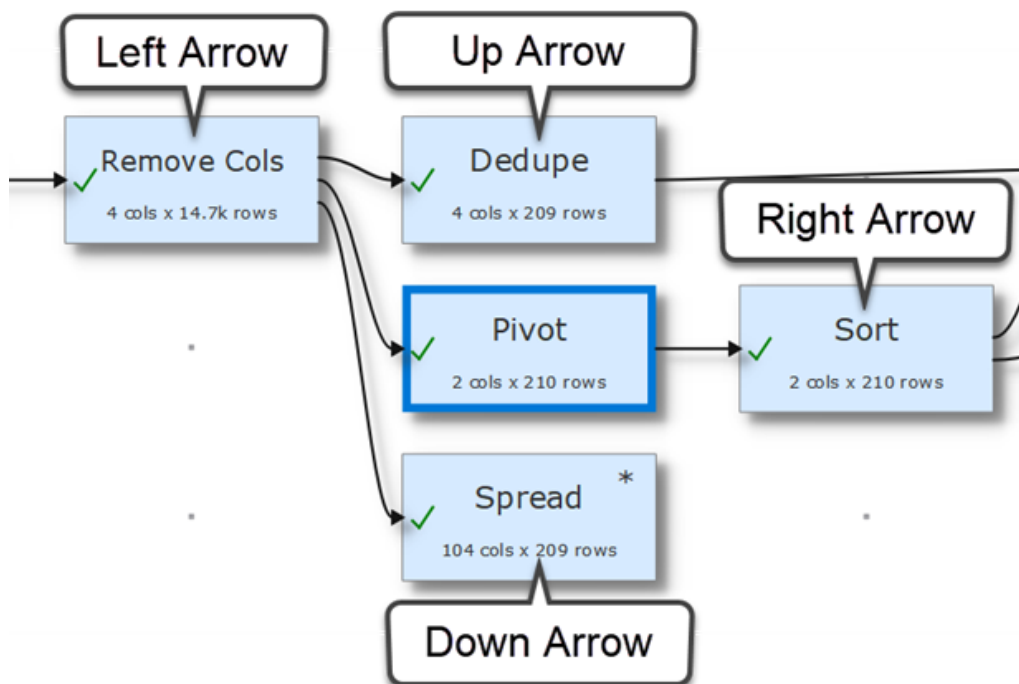 Left Arrow
Up Arrow
Remove Cols
4 cols x 14.7k rows
Dedupe
4 cols x 209 rows
Right Arrow
Pivot
2 cols x 210 rows
Sort
2 cols x 210 rows
Spread *
104 cols x 209 rows
Down Arrow